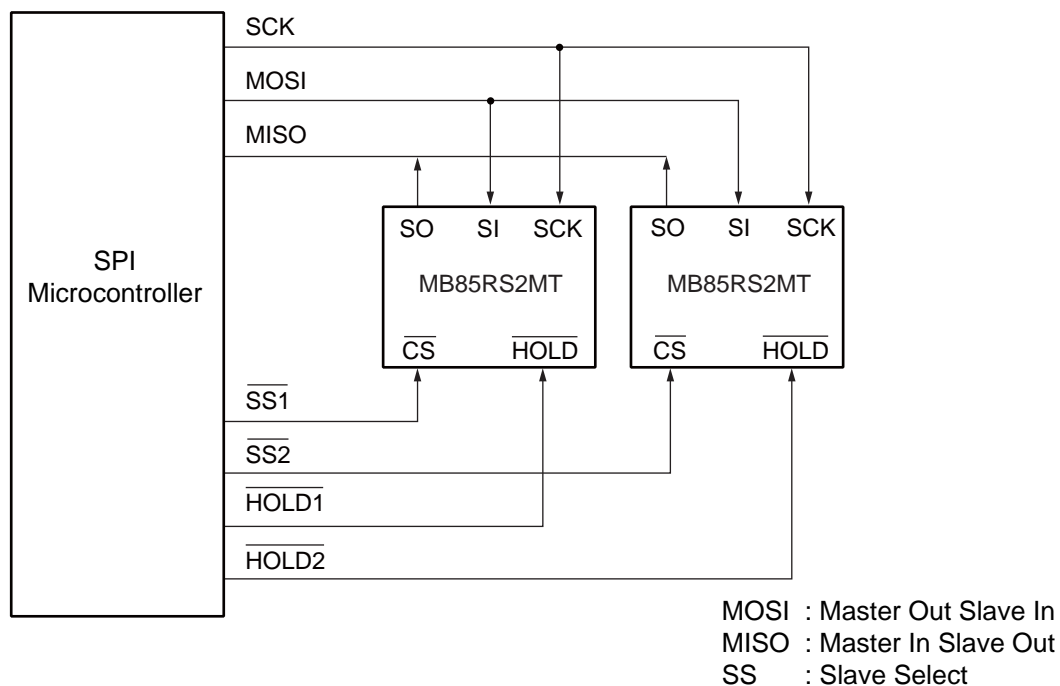 SCK
MOSI
MISO
SPI
Microcontroller
SO SI SCK
MB85RS2MT
CS HOLD
SO SI SCK
MB85RS2MT
CS HOLD
SS1
SS2
HOLD1
HOLD2
MOSI : Master Out Slave In
MISO : Master In Slave Out
SS : Slave Select